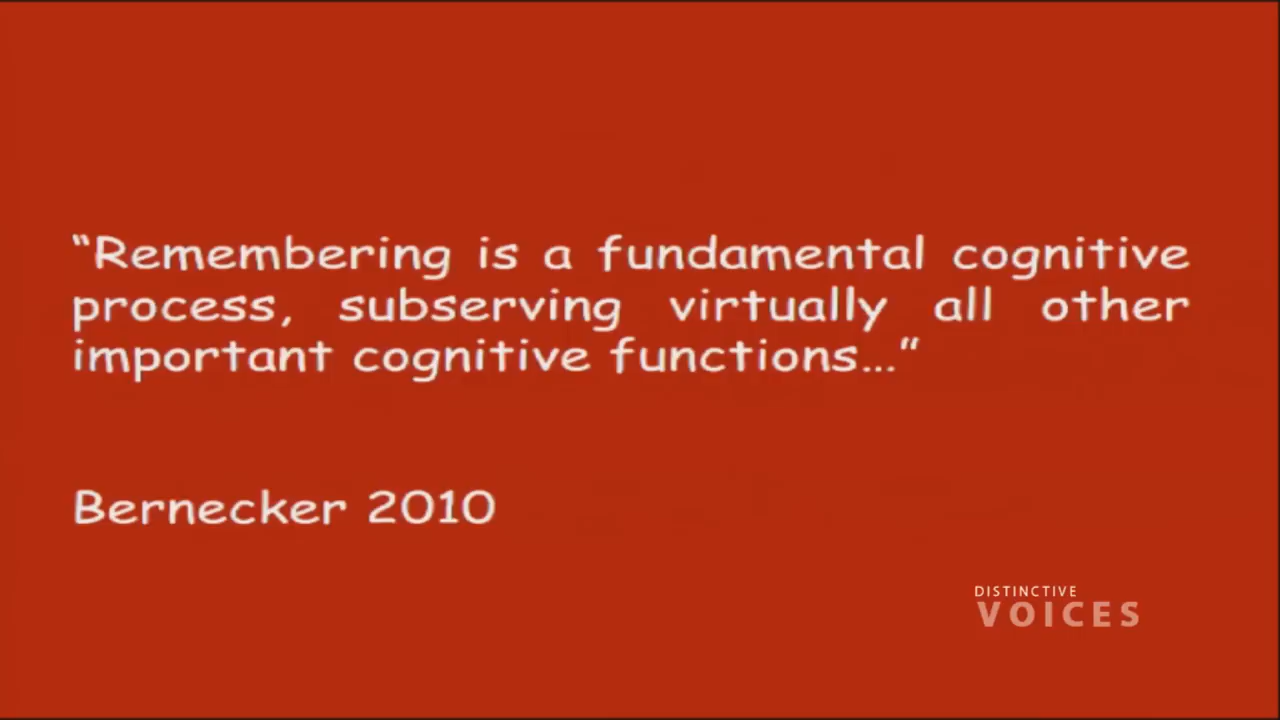 “Remembering is a fundamental cognitive
process, subserving virtually all other
important cognitive functions…”
Bernecker 2010
DISTINCTIVE
VOICES